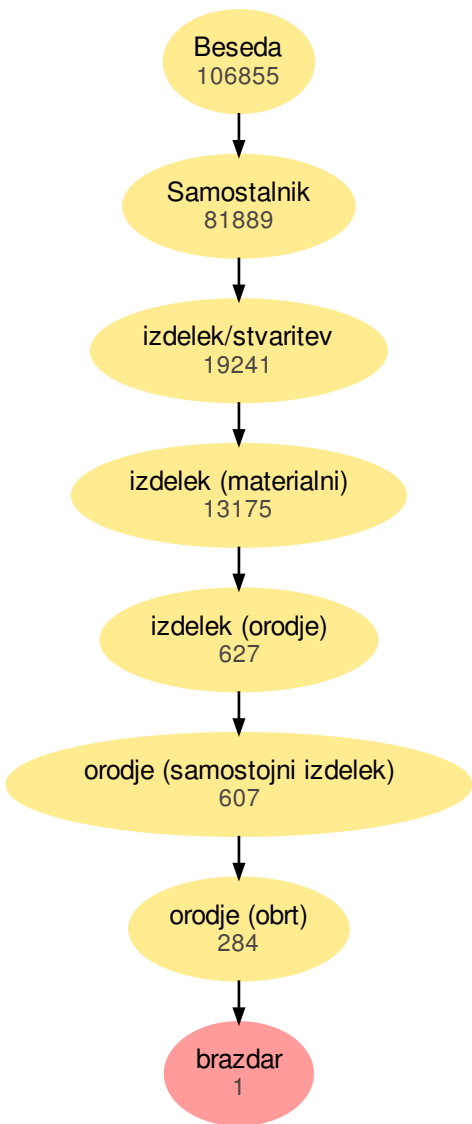 Beseda
106855
Samostalnik
81889
izdelek/stvaritev
19241
izdelek (materialni)
13175
izdelek (orodje)
627
orodje (samostojni izdelek)
607
orodje (obrt)
284
brazdar
1